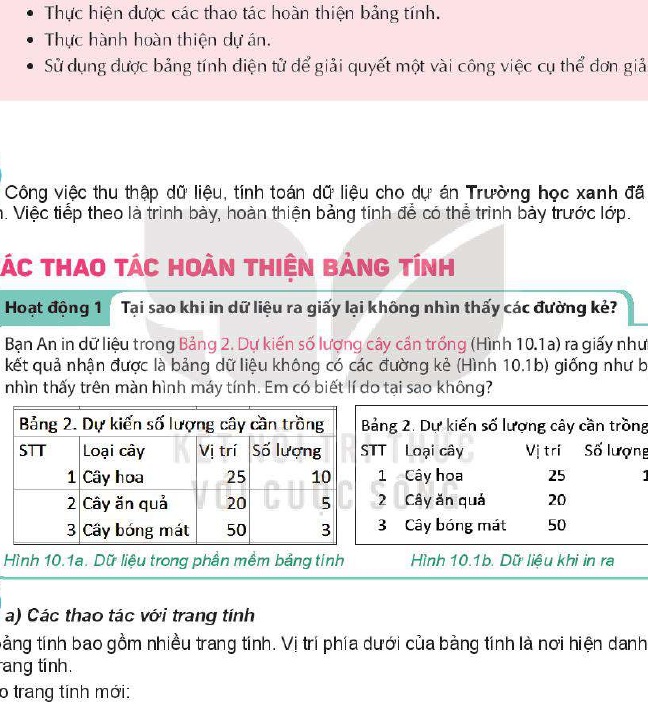 • Thực hiện được các thao tác hoàn thiện bảng tính.
• Thực hành hoàn thiện dự án.
• Sử dụng được bảng tính điện tử để giải quyết một vài công việc cụ thể đơn giả
Công việc thu thập dữ liệu, tính toán dữ liệu cho dự án Trường học xanh đã
. Việc tiếp theo là trình bày, hoàn thiện bảng tính để có thể trình bày trước lớp.
ÁC THAO TÁC HOÀN THIỆN BẢNG TÍNH
Hoạt động 1 Tại sao khi in dữ liệu ra giấy lại không nhìn thấy các đường kẻ?
Bạn An in dữ liệu trong Bảng 2. Dự kiến số lượng cây cần trồng (Hình 10.1a) ra giấy như
kết quả nhận được là bảng dữ liệu không có các đường kẻ (Hình 10.1b) giống như b
nhìn thấy trên màn hình máy tính. Em có biết lí do tại sao không?
Bảng 2. Dự kiến số lượng cây cần trồng
STT Loại cây Vị trí Số lượng
1 Cây hoa 25 10
2 Cây ăn quả 20 5
3 Cây bóng mát 50 3
Bảng 2. Dự kiến số lượng cây cần trồng
STT Loại cây Vị trí Số lượng
1 Cây hoa 25 1
2 Cây ăn quả 20
3 Cây bóng mát 50
KẾT NỐI TRI THỨC
VỚI CUỘC SỐNG
Hình 10.1a. Dữ liệu trong phần mềm bảng tính
Hình 10.1b. Dữ liệu khi in ra
a) Các thao tác với trang tính
ảng tính bao gồm nhiều trang tính. Vị trí phía dưới của bảng tính là nơi hiện danh
rang tính.
o trang tính mới: